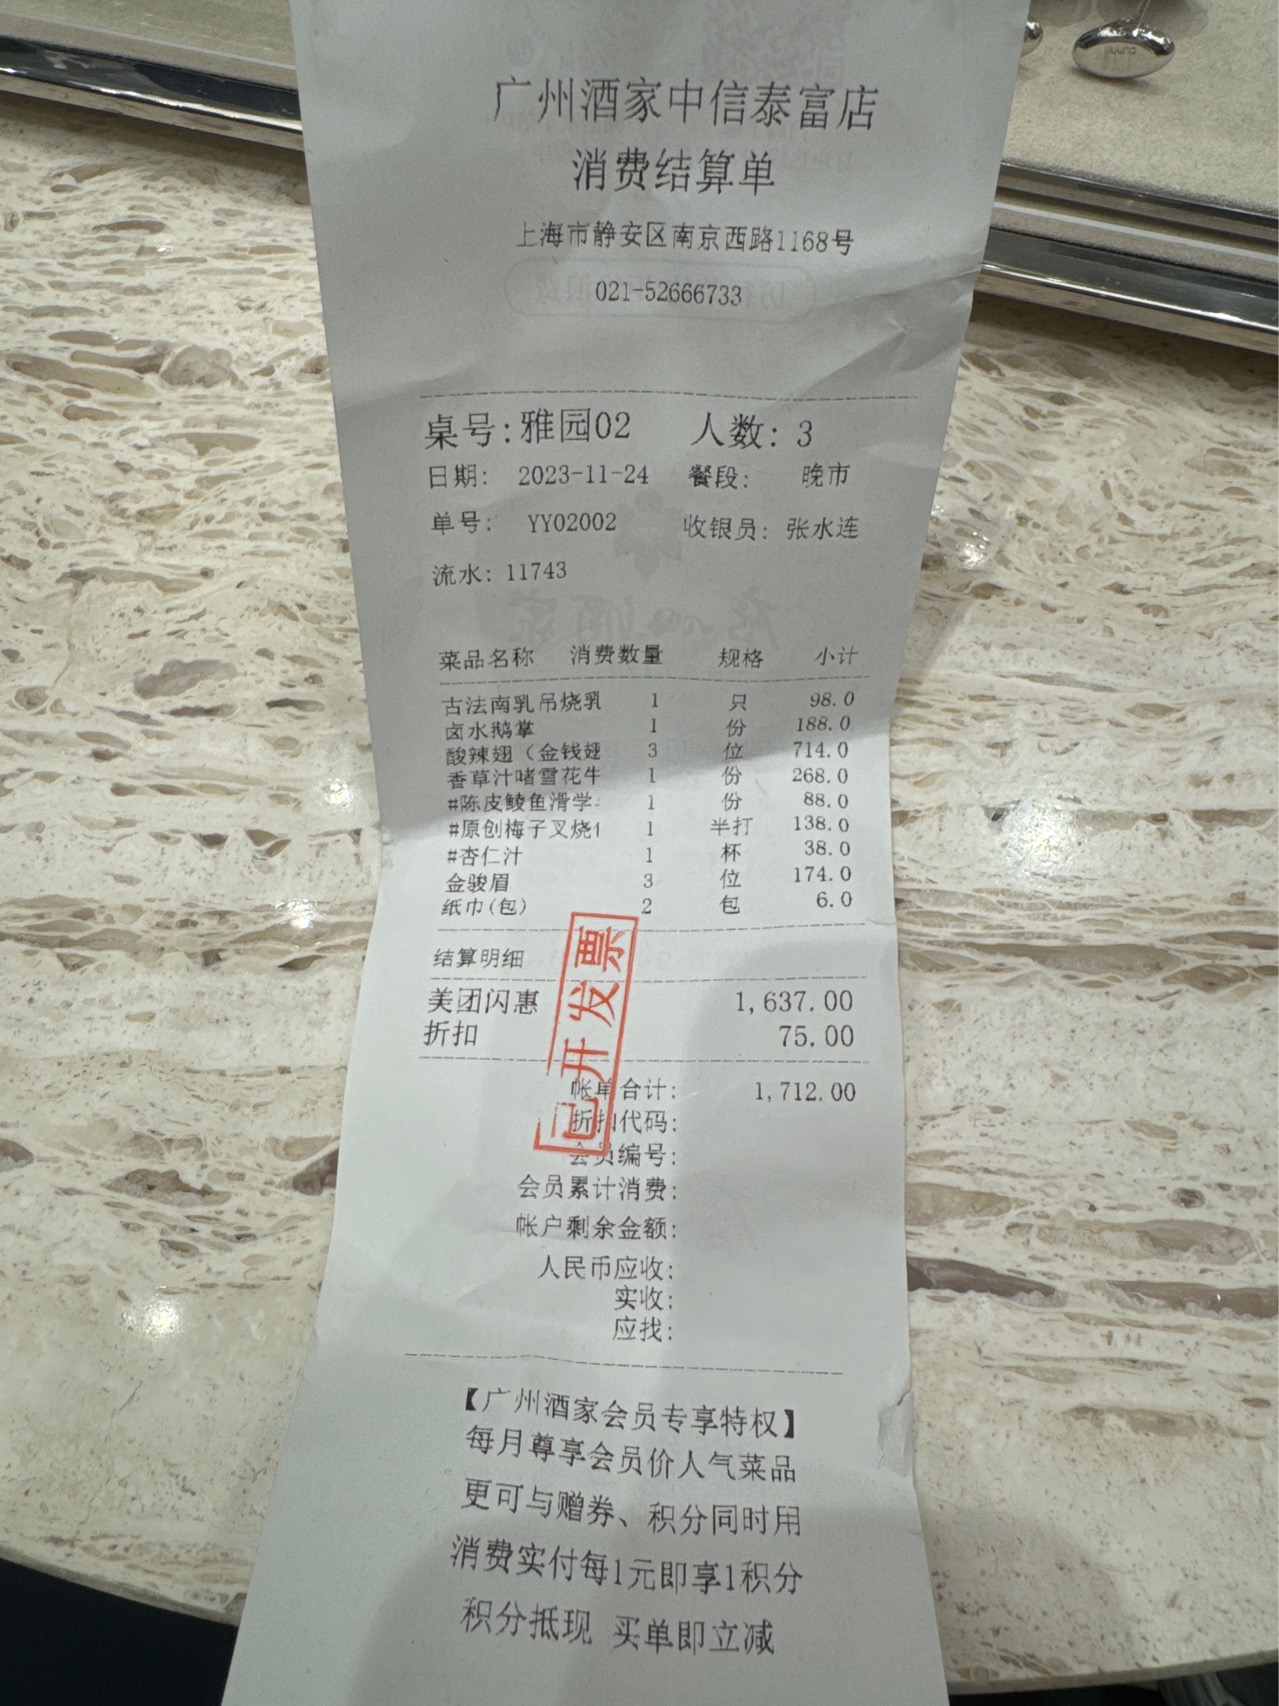 广州酒家中信泰富店
消费结算单
上海市静安区南京西路1168号
021-52666733
桌号:雅园02 人数: 3
日期: 2023-11-24 餐段: 晚市
单号: YY02002 收银员: 张水连
流水: 11743
菜品名称 消费数量 规格 小计
古法南乳吊烧乳 1 只 98.0
卤水鹅掌 1 份 188.0
酸辣翅（金钱翅 3 位 714.0
香草汁啫雪花牛 1 份 268.0
#陈皮鲮鱼滑学 1 份 88.0
#原创梅子叉烧 1 半打 138.0
#杏仁汁 1 杯 38.0
金骏眉 3 位 174.0
纸巾(包) 2 包 6.0
结算明细
美团闪惠 1,637.00
折扣 75.00
已开发票
帐单合计: 1,712.00
折扣代码:
会员编号:
会员累计消费:
帐户剩余金额:
人民币应收:
实收:
应找:
【广州酒家会员专享特权】
每月尊享会员价人气菜品
更可与赠券、积分同时用
消费实付每1元即享1积分
积分抵现 买单即立减